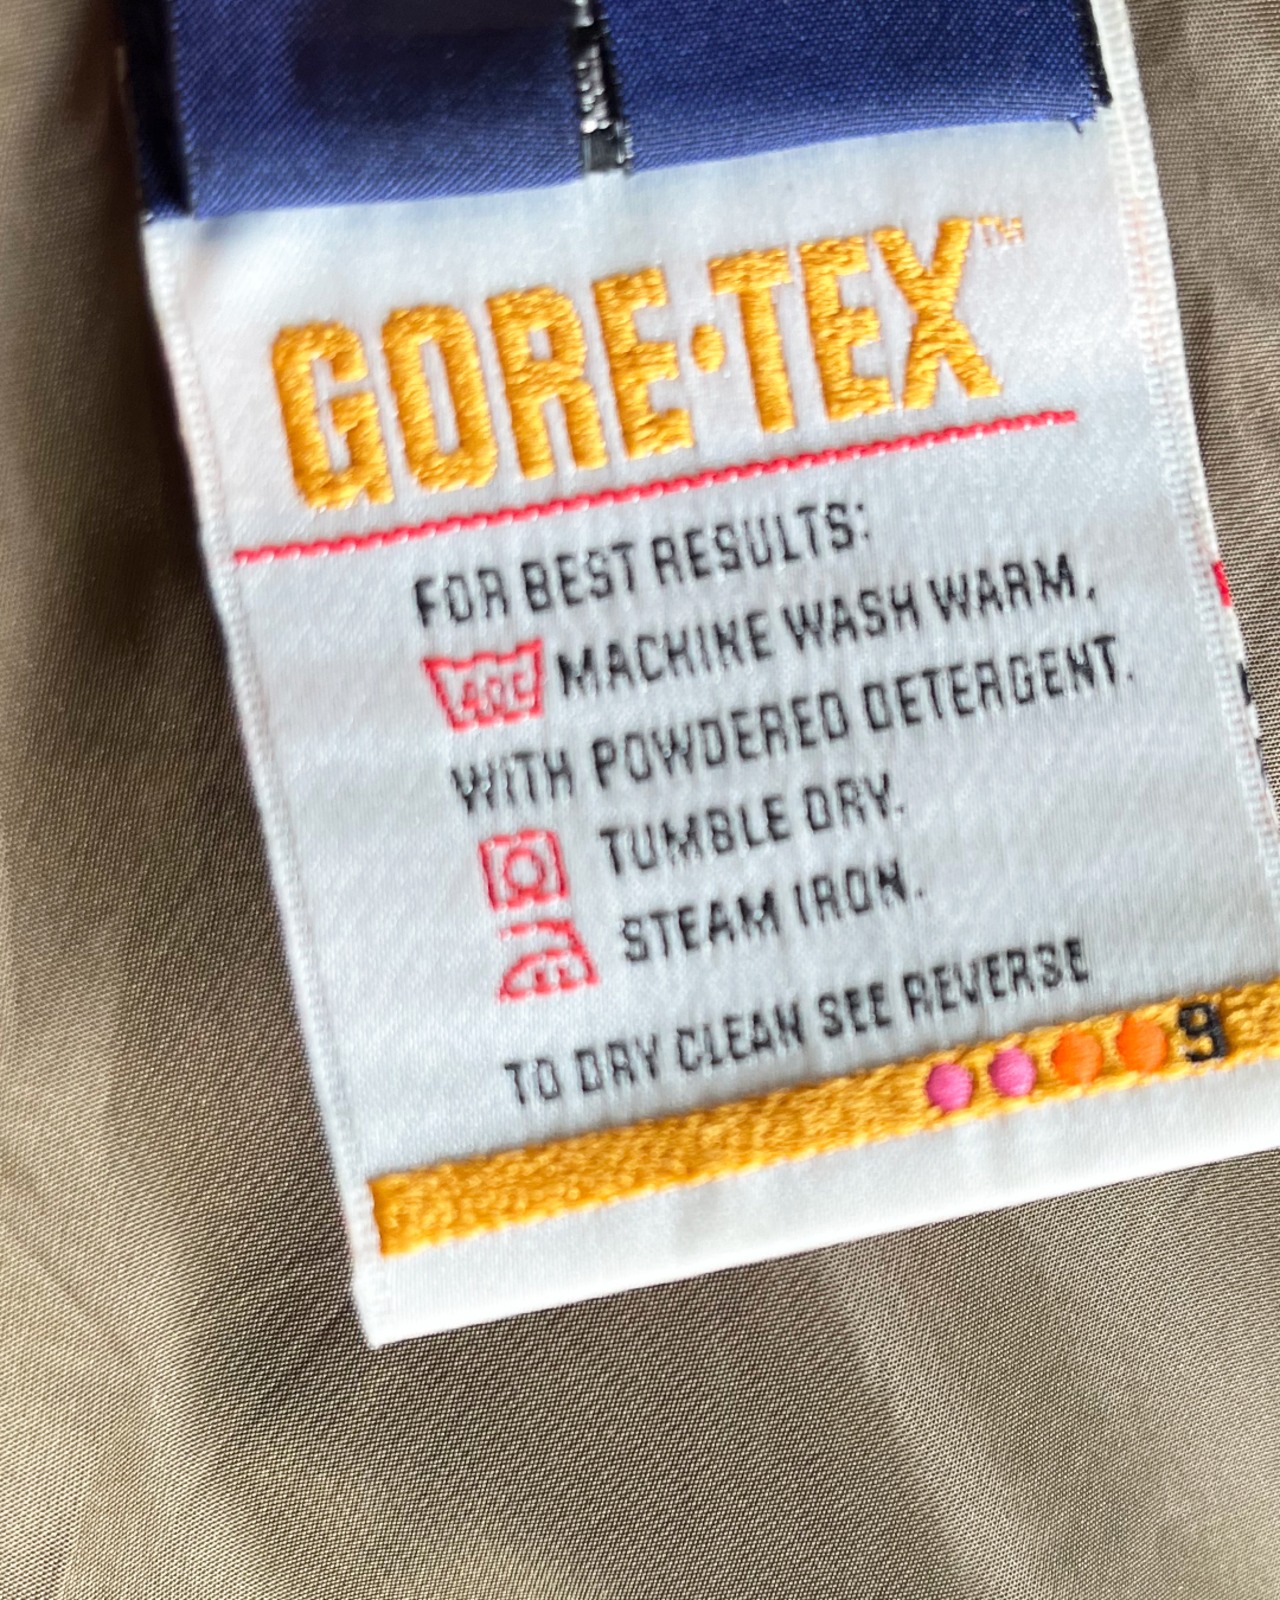 GORE·TEX™
FOR BEST RESULTS:
40C MACHINE WASH WARM,
WITH POWDERED DETERGENT.
TUMBLE DRY.
STEAM IRON.
TO DRY CLEAN SEE REVERSE
9